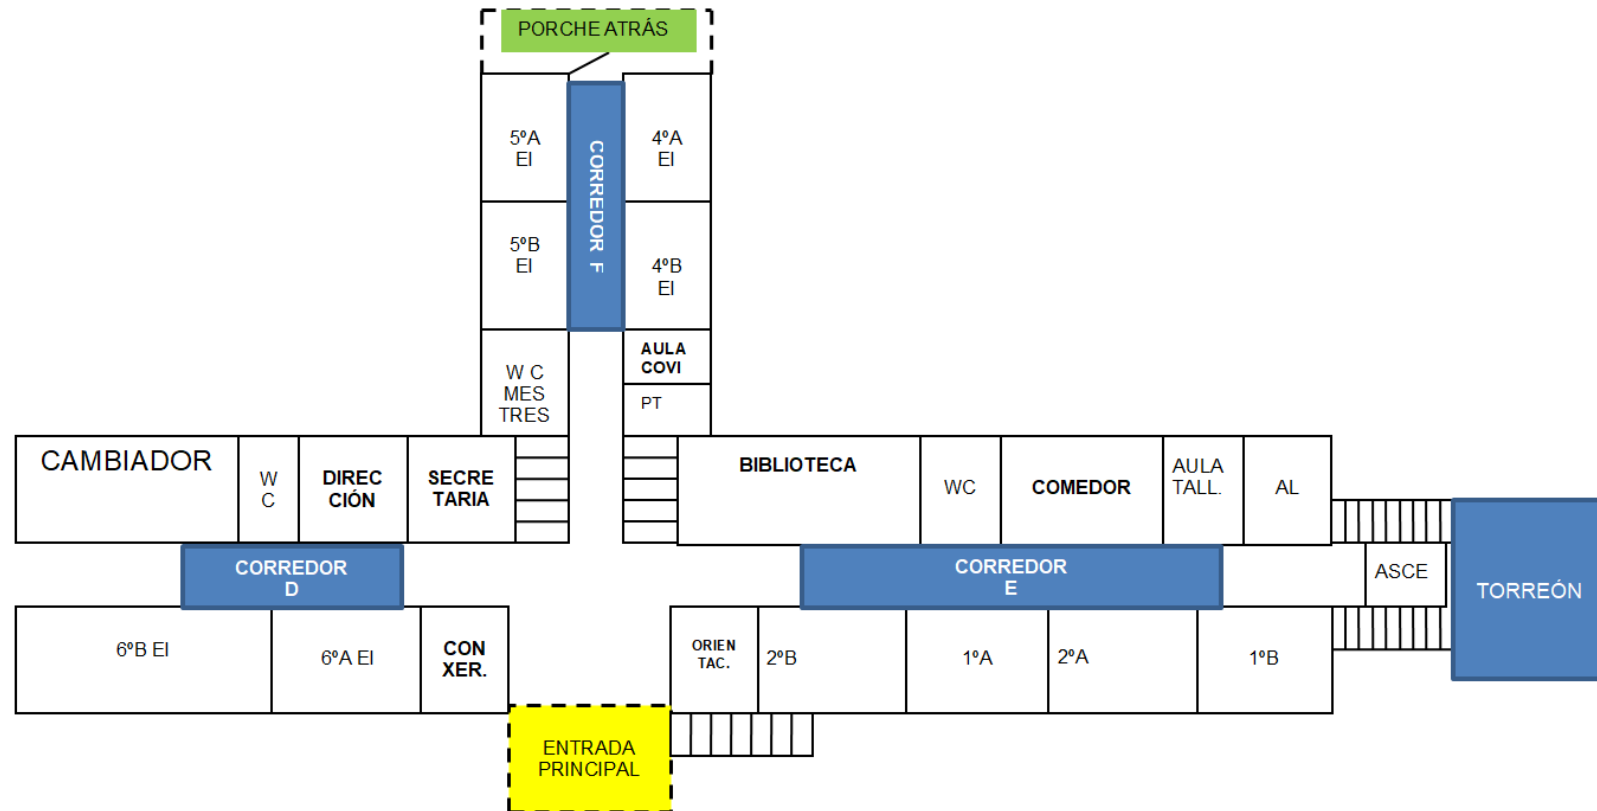 PORCHE ATRÁS
5ºA
EI
CORREDOR F
4ºA
EI
5ºB
EI
4ºB
EI
W C
MES
TRES
AULA
COVI
PT
CAMBIADOR
W
C
DIREC
CIÓN
SECRE
TARIA
BIBLIOTECA
WC
COMEDOR
AULA
TALL.
AL
CORREDOR
D
CORREDOR
E
ASCE
TORREÓN
6ºB EI
6ºA EI
CON
XER.
ORIEN
TAC.
2ºB
1ºA
2ºA
1ºB
ENTRADA
PRINCIPAL